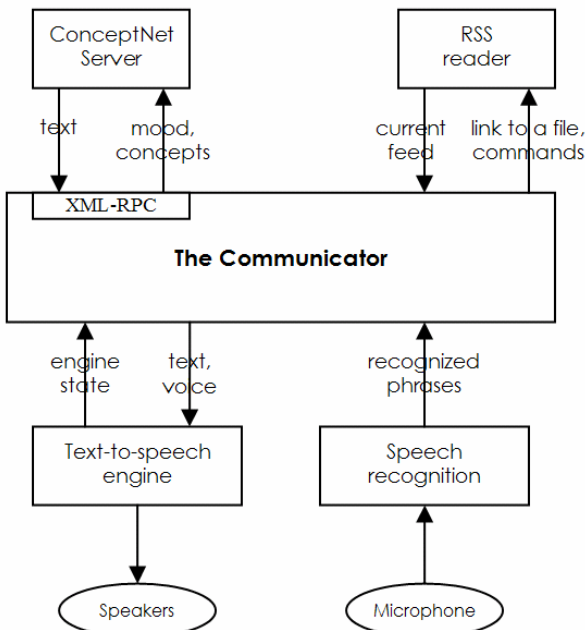 ConceptNet
Server
RSS
reader
text
mood,
concepts
current
feed
link to a file,
commands
XML-RPC
The Communicator
engine
state
text,
voice
recognized
phrases
Text-to-speech
engine
Speech
recognition
Speakers
Microphone